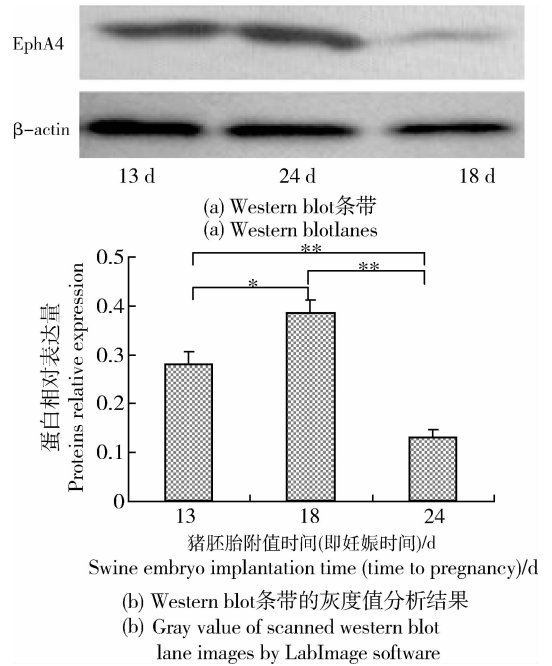 EphA4
β-actin
13 d 24 d 18 d
(a) Western blot条带
(a) Western blotlanes
蛋白相对表达量
Proteins relative expression
0.5
0.4
0.3
0.2
0.1
0
**
*
**
13 18 24
猪胚胎附值时间(即妊娠时间)/d
Swine embryo implantation time (time to pregnancy)/d
(b) Western blot条带的灰度值分析结果
(b) Gray value of scanned western blot
lane images by LabImage software